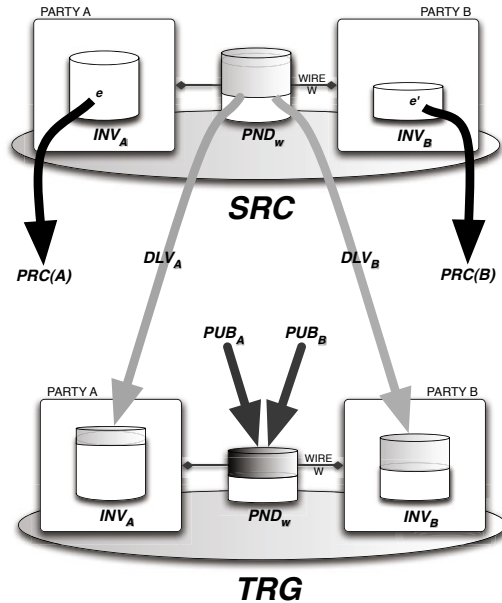 PARTY A
PARTY B
e
WIRE
W
e'
INV_A
PND_w
INV_B
SRC
PRC(A)
DLV_A
DLV_B
PRC(B)
PUB_A
PUB_B
PARTY A
PARTY B
WIRE
W
INV_A
PND_w
INV_B
TRG